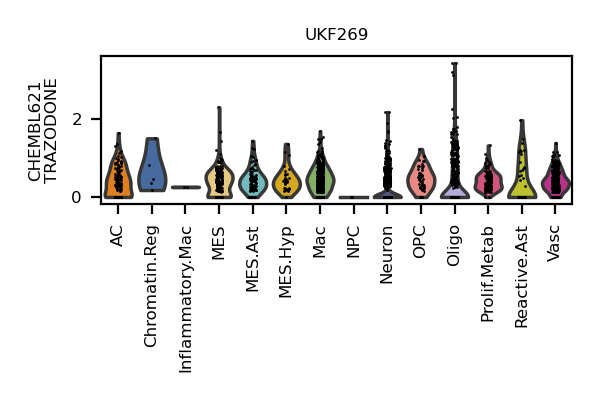 UKF269
CHEMBL621
TRAZODONE
2
0
AC
Chromatin.Reg
Inflammatory.Mac
MES
MES.Ast
MES.Hyp
Mac
NPC
Neuron
OPC
Oligo
Prolif.Metab
Reactive.Ast
Vasc